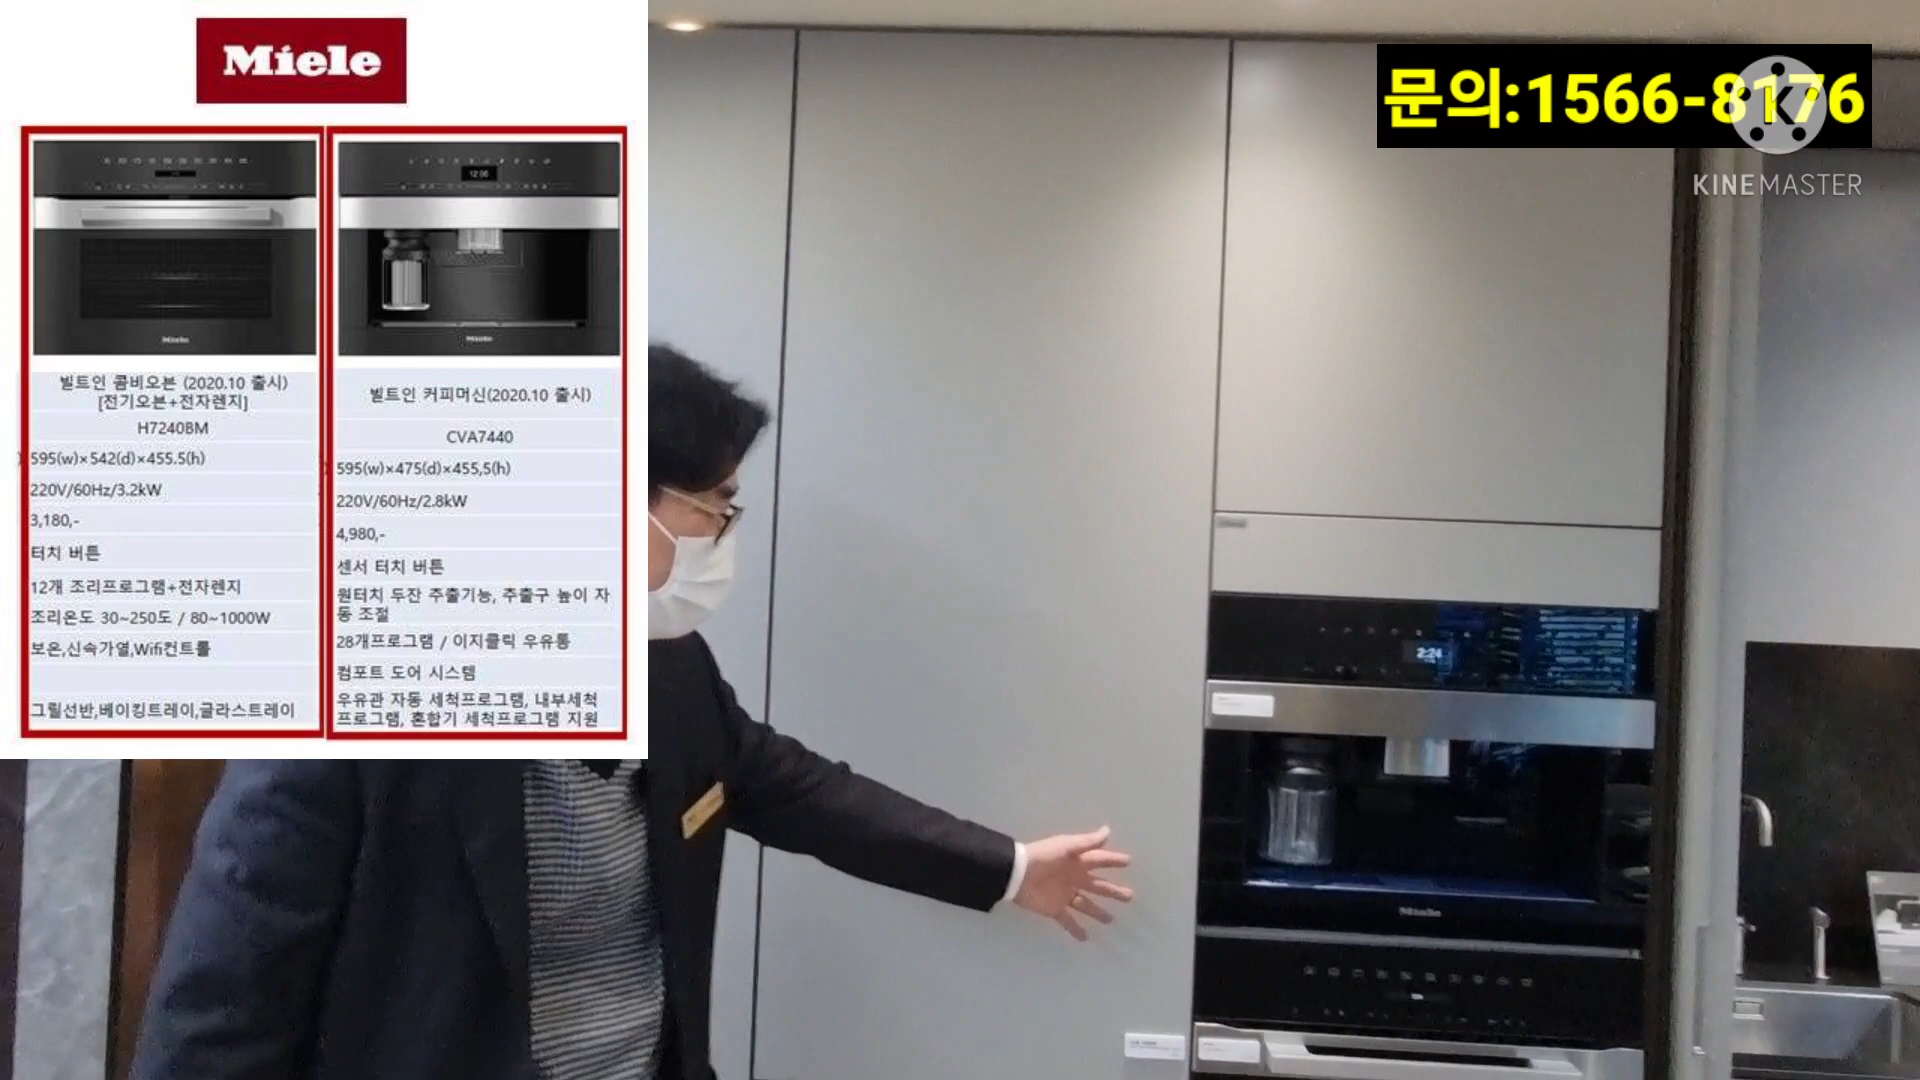 Miele
12:00
Miele
Miele
빌트인 콤비오븐 (2020.10 출시)
[전기오븐+전자렌지]
H7240BM
595(w)×542(d)×455.5(h)
220V/60Hz/3.2kW
3,180,-
터치 버튼
12개 조리프로그램+전자렌지
조리온도 30~250도 / 80~1000W
보온,신속가열,Wifi컨트롤
그릴선반,베이킹트레이,글라스트레이
빌트인 커피머신(2020.10 출시)
CVA7440
595(w)×475(d)×455,5(h)
220V/60Hz/2.8kW
4,980,-
센서 터치 버튼
원터치 두잔 추출기능, 추출구 높이 자
동 조절
28개프로그램 / 이지클릭 우유통
컴포트 도어 시스템
우유관 자동 세척프로그램, 내부세척
프로그램, 혼합기 세척프로그램 지원
문의:1566-8176
K
KINEMASTER
2:24
Miele